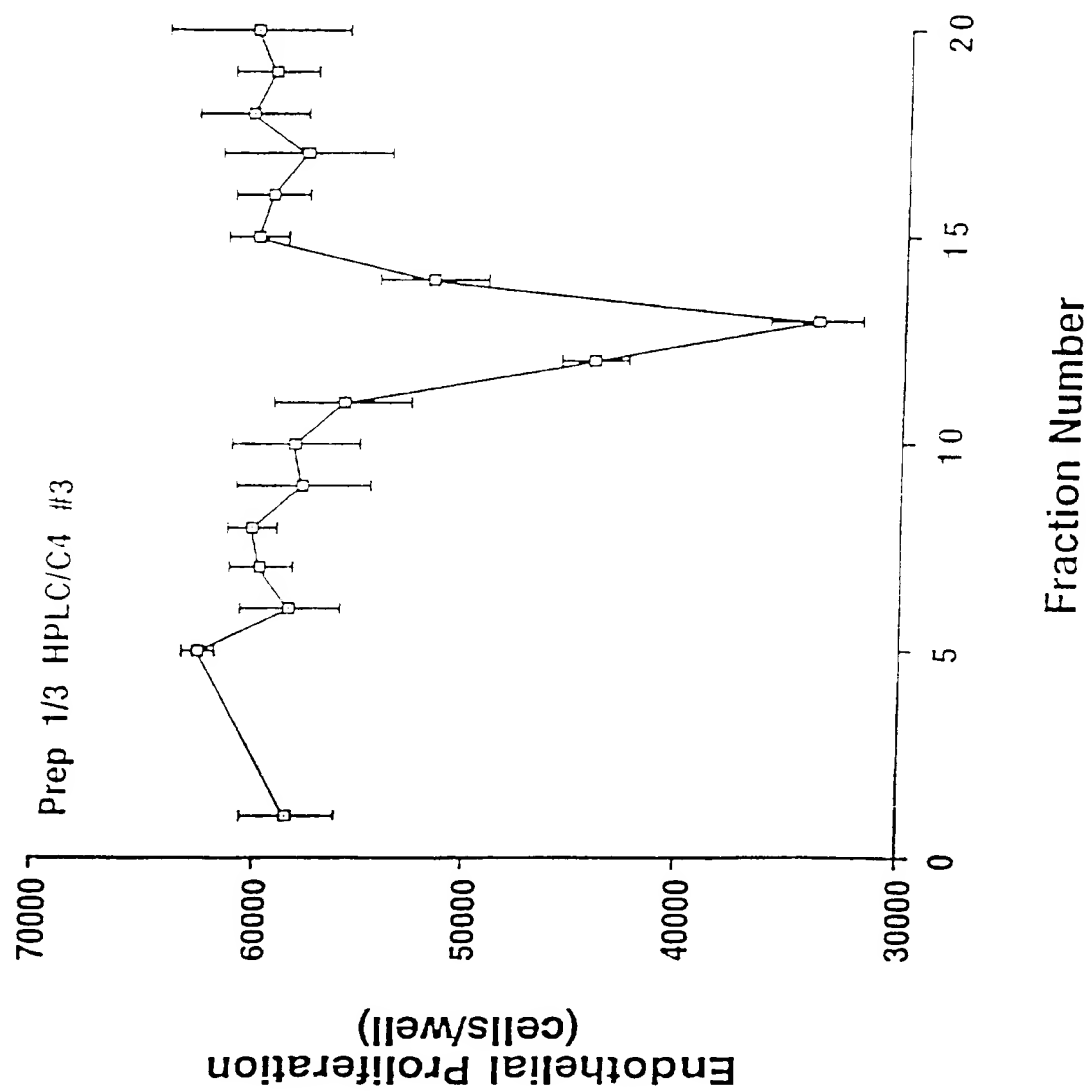 Prep 1/3 HPLC/C4 #3
Endothelial Proliferation
(cells/well)
70000
60000
50000
40000
30000
0
5
10
15
20
Fraction Number